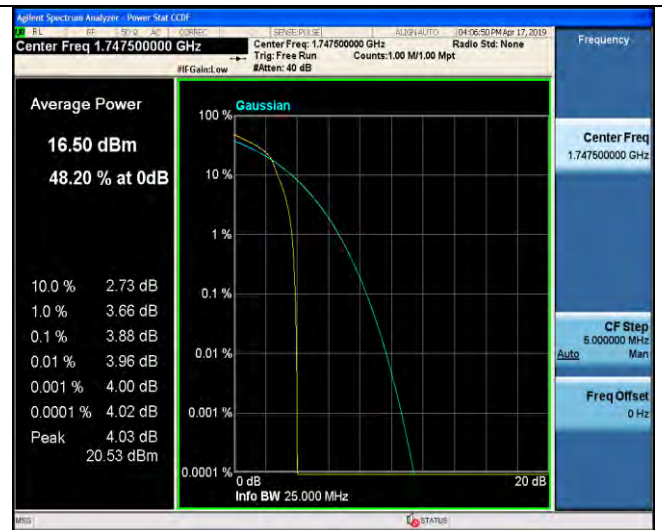 Agilent Spectrum Analyzer - Power Stat CCDF
RL RF 50 Ω AC CORREC SENSE:PULSE ALIGN AUTO 04:06:50 PM Apr 17, 2019
Center Freq 1.747500000 GHz
Center Freq: 1.747500000 GHz Radio Std: None
Trig: Free Run Counts:1.00 M/1.00 Mpt
#IFGain:Low #Atten: 40 dB
Frequency
Average Power
16.50 dBm
48.20 % at 0dB
10.0 % 2.73 dB
1.0 % 3.66 dB
0.1 % 3.88 dB
0.01 % 3.96 dB
0.001 % 4.00 dB
0.0001 % 4.02 dB
Peak 4.03 dB
20.53 dBm
Gaussian
100 %
10 %
1 %
0.1 %
0.01 %
0.001 %
0.0001 %
0 dB 20 dB
Info BW 25.000 MHz
Center Freq
1.747500000 GHz
CF Step
5.000000 MHz
Auto Man
Freq Offset
0 Hz
MSG STATUS